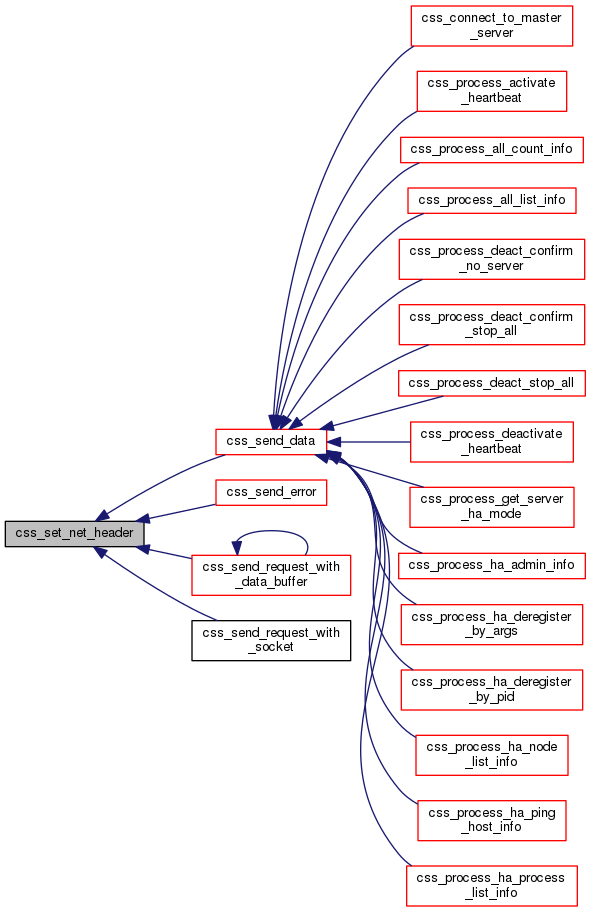 css_connect_to_master
_server
css_process_activate
_heartbeat
css_process_all_count_info
css_process_all_list_info
css_process_deact_confirm
_no_server
css_process_deact_confirm
_stop_all
css_process_deact_stop_all
css_process_deactivate
_heartbeat
css_send_data
css_process_get_server
_ha_mode
css_send_error
css_set_net_header
css_process_ha_admin_info
css_send_request_with
_data_buffer
css_process_ha_deregister
_by_args
css_send_request_with
_socket
css_process_ha_deregister
_by_pid
css_process_ha_node
_list_info
css_process_ha_ping
_host_info
css_process_ha_process
_list_info